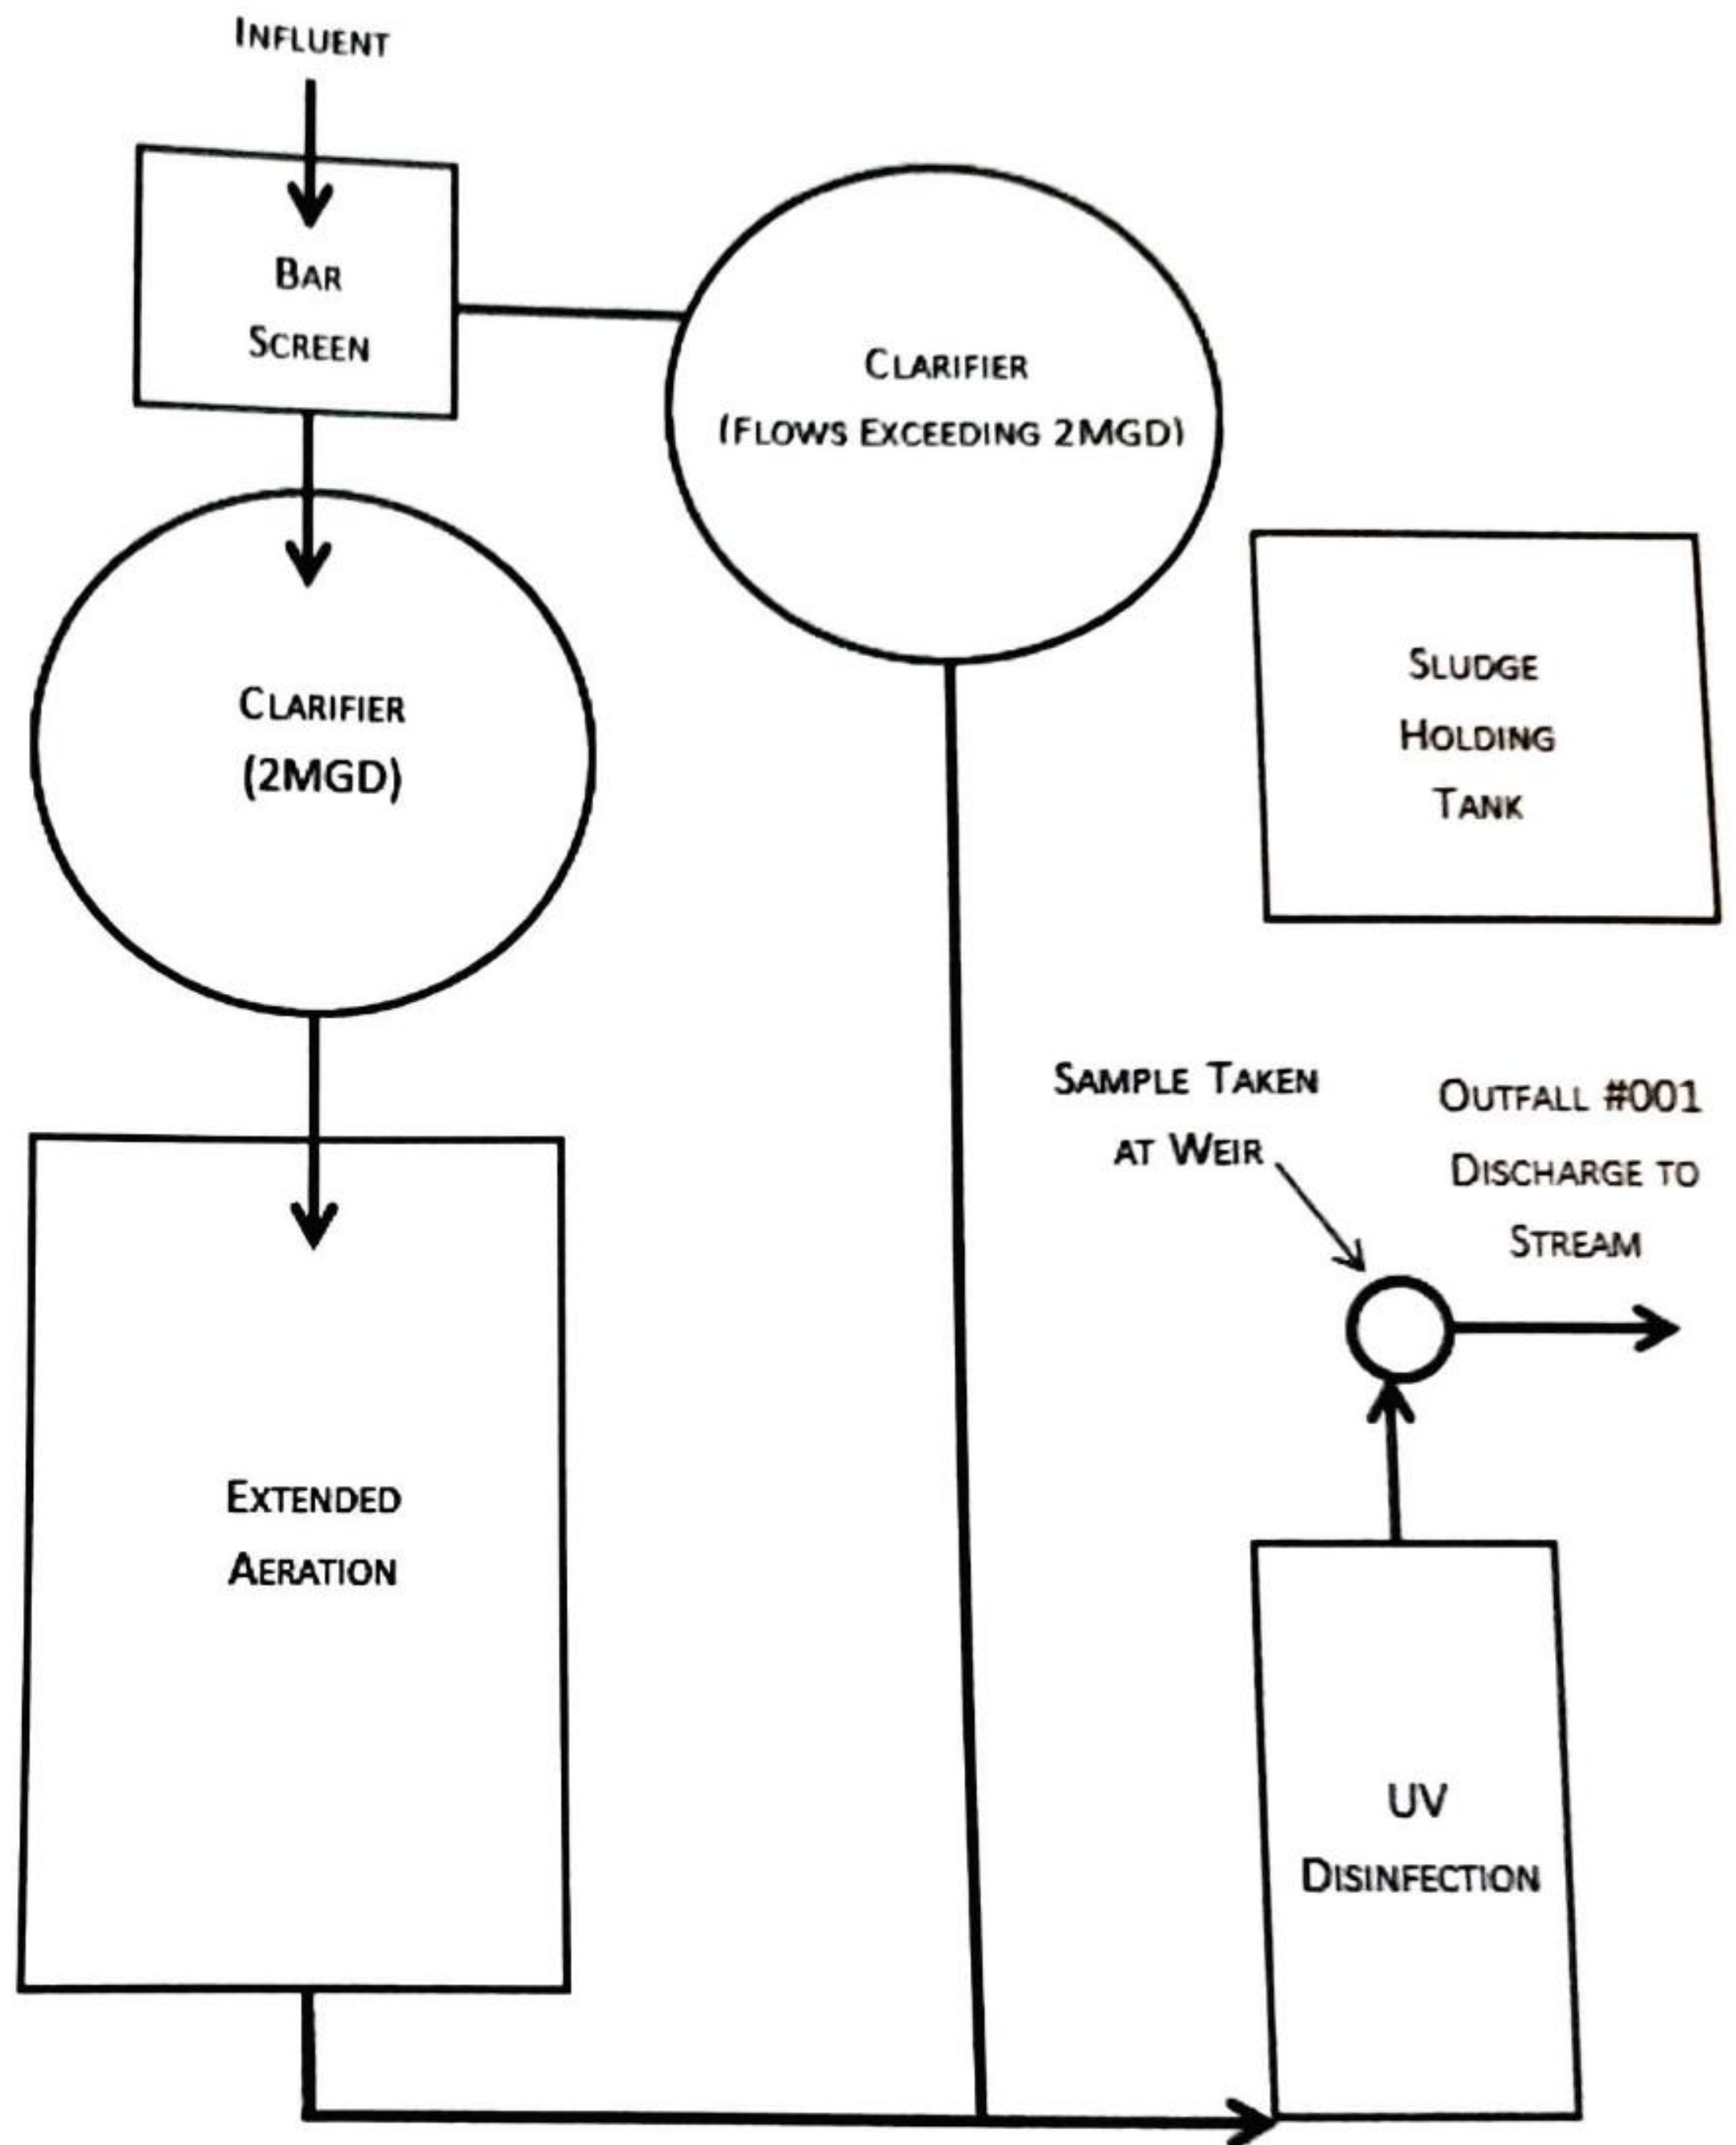 Influent
Bar
Screen
Clarifier
(Flows Exceeding 2MGD)
Clarifier
(2MGD)
Sludge
Holding
Tank
Sample Taken
at Weir
Outfall #001
Discharge to
Stream
Extended
Aeration
UV
Disinfection